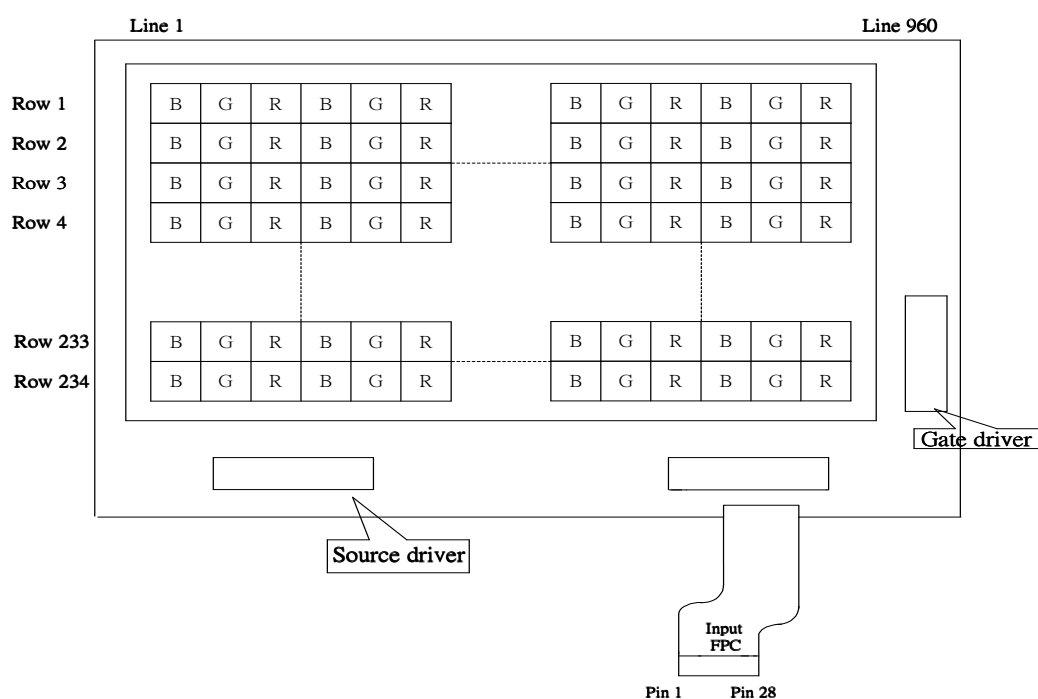 Line 1 Line 960
Row 1 B G R B G R B G R B G R
Row 2 B G R B G R B G R B G R
Row 3 B G R B G R B G R B G R
Row 4 B G R B G R B G R B G R
Row 233 B G R B G R B G R B G R
Row 234 B G R B G R B G R B G R
Gate driver
Source driver
Input
FPC
Pin 1 Pin 28